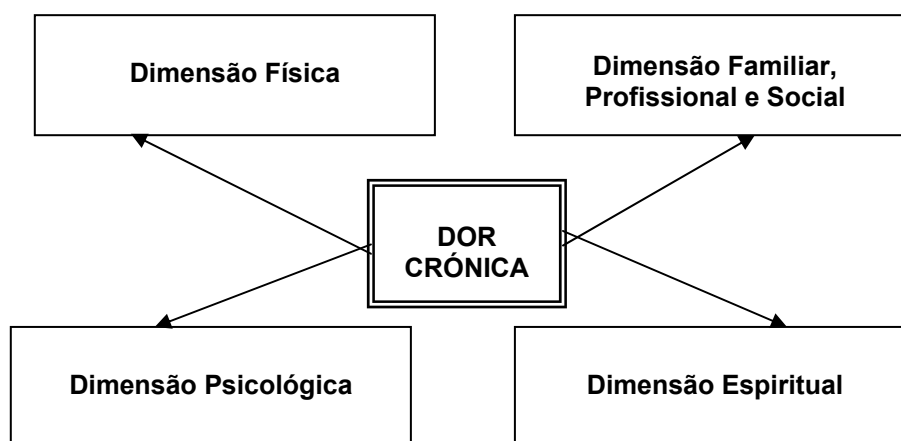 Dimensão Física
Dimensão Familiar,
Profissional e Social
DOR
CRÓNICA
Dimensão Psicológica
Dimensão Espiritual